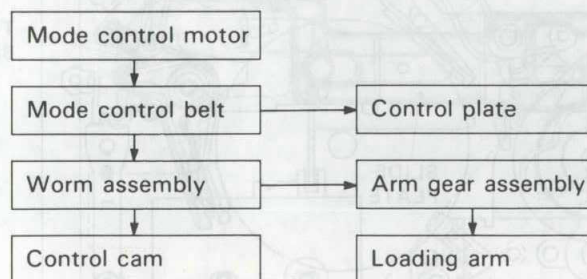 Mode control motor
Mode control belt
Control plate
Worm assembly
Arm gear assembly
Control cam
Loading arm